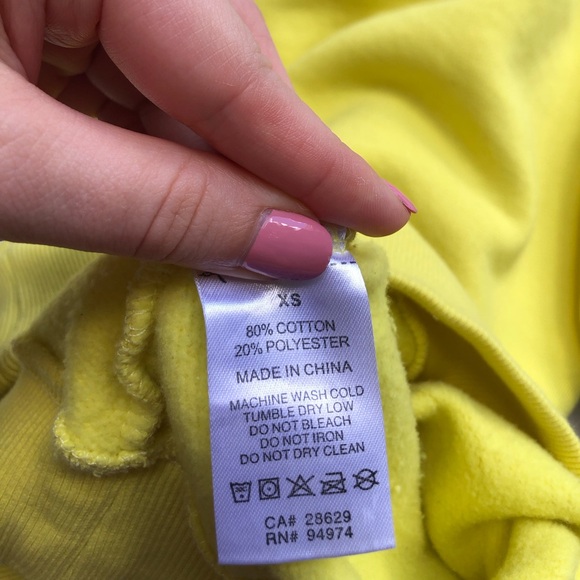 XS
80% COTTON
20% POLYESTER
MADE IN CHINA
MACHINE WASH COLD
TUMBLE DRY LOW
DO NOT BLEACH
DO NOT IRON
DO NOT DRY CLEAN
CA# 28629
RN# 94974